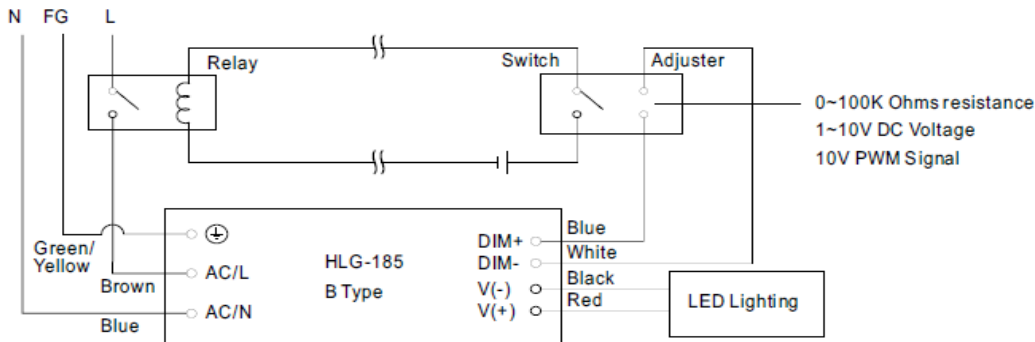 N FG L
Relay
Switch
Adjuster
0~100K Ohms resistance
1~10V DC Voltage
10V PWM Signal
Green/
Yellow
Brown
Blue
AC/L
AC/N
HLG-185
B Type
DIM+
DIM-
V(-)
V(+)
Blue
White
Black
Red
LED Lighting